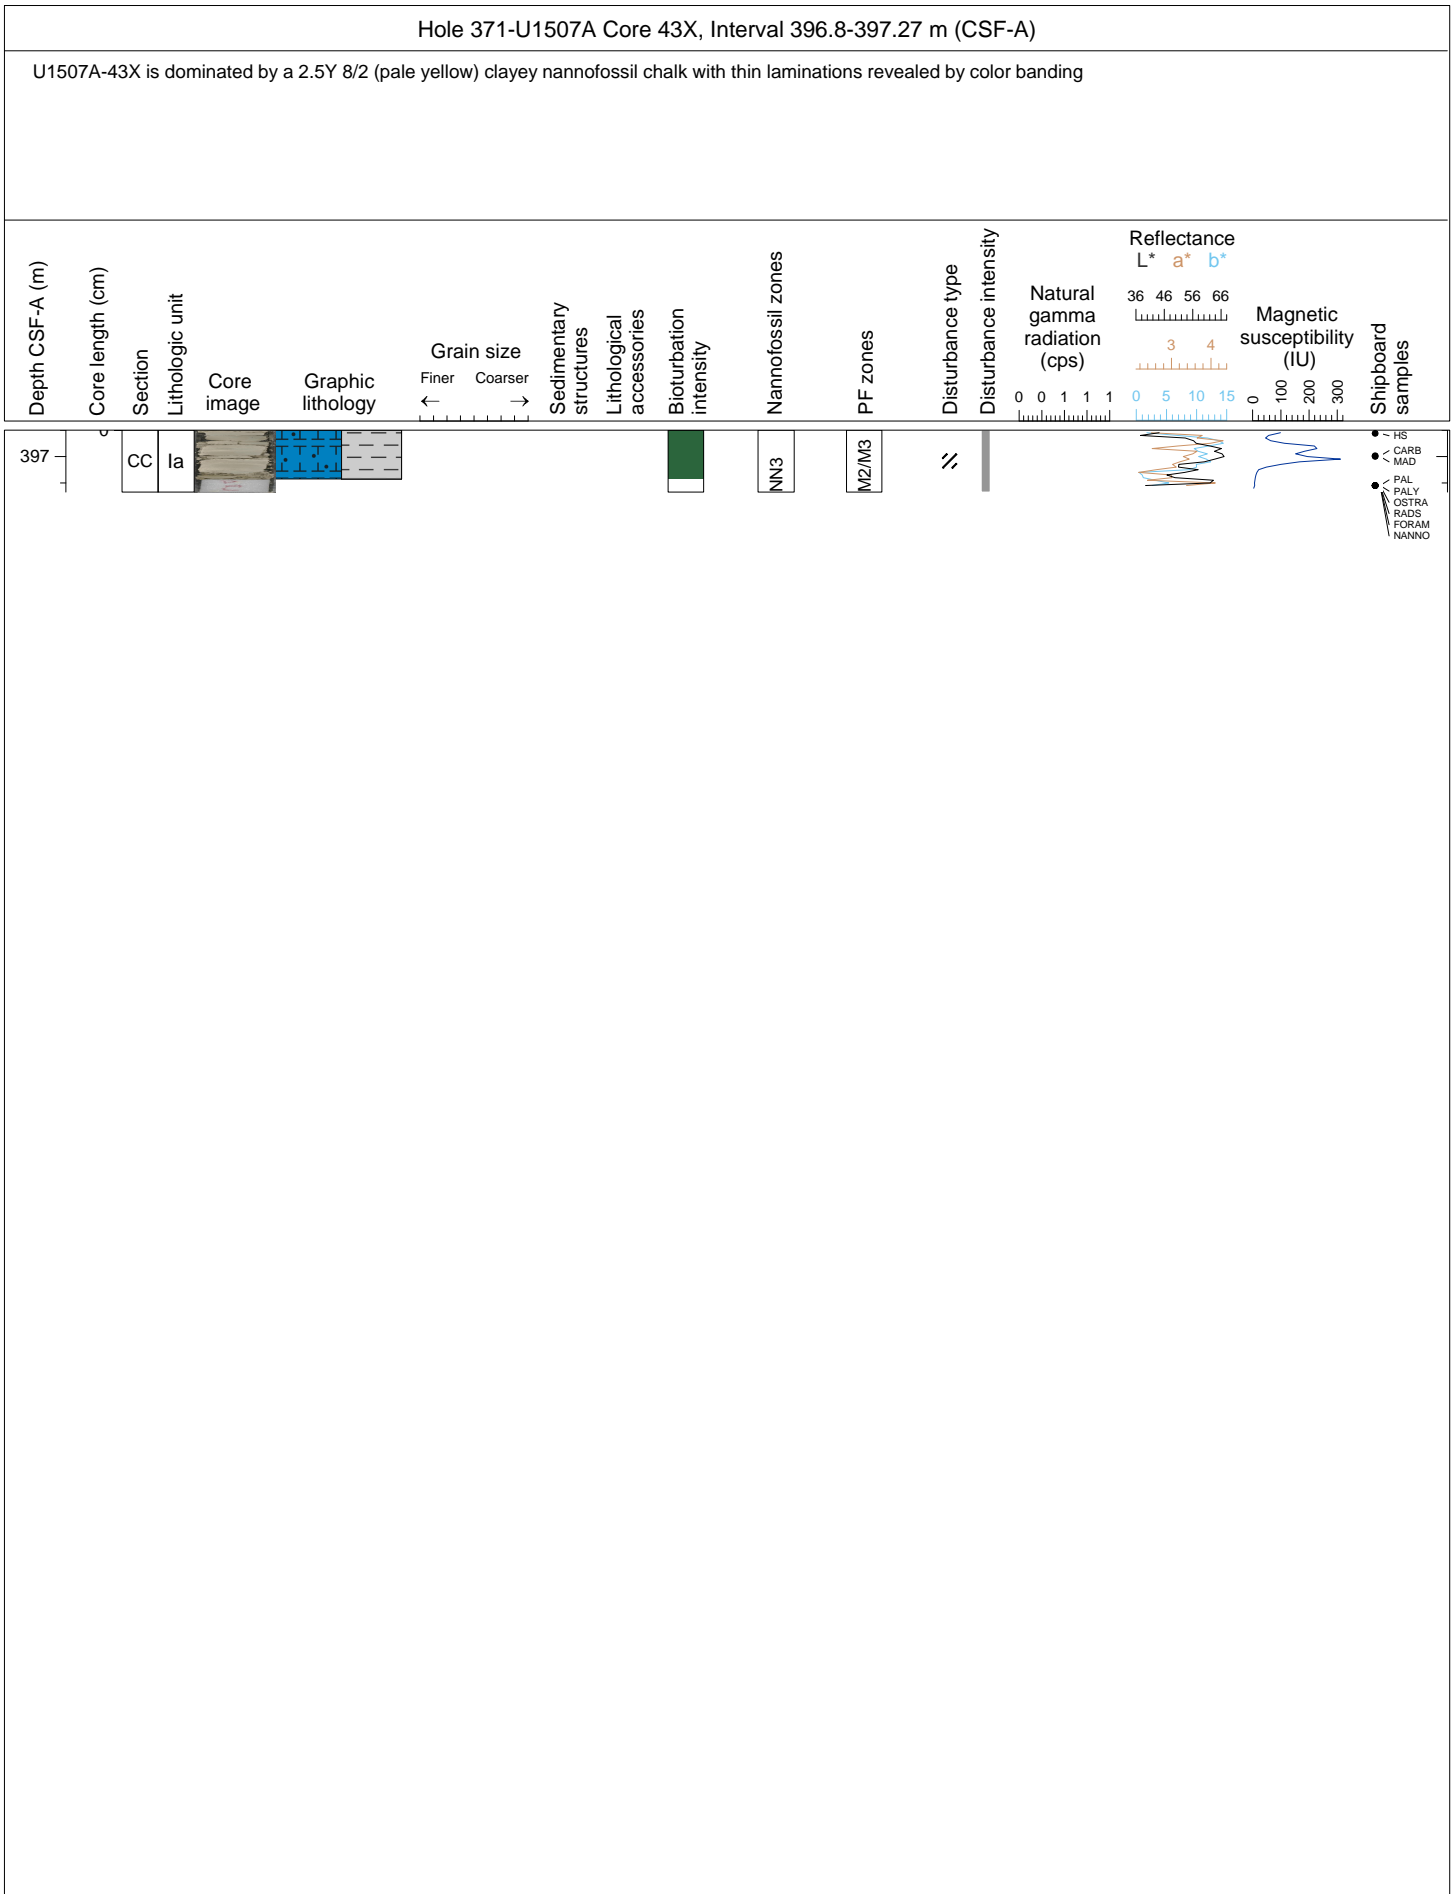 Hole 371-U1507A Core 43X, Interval 396.8-397.27 m (CSF-A)
U1507A-43X is dominated by a 2.5Y 8/2 (pale yellow) clayey nannofossil chalk with thin laminations revealed by color banding
Depth CSF-A (m)
Core length (cm)
Section
Lithologic unit
Core
image
Graphic
lithology
Grain size
Finer Coarser
← →
Sedimentary
structures
Lithological
accessories
Bioturbation
intensity
Nannofossil zones
PF zones
Disturbance type
Disturbance intensity
Natural
gamma
radiation
(cps)
0 0 1 1 1
Reflectance
L* a* b*
36 46 56 66
3 4
0 5 10 15
Magnetic
susceptibility
(IU)
0 100 200 300
Shipboard
samples
397
CC
Ia
NN3
M2/M3
HS
CARB
MAD
PAL
PALY
OSTRA
RADS
FORAM
NANNO